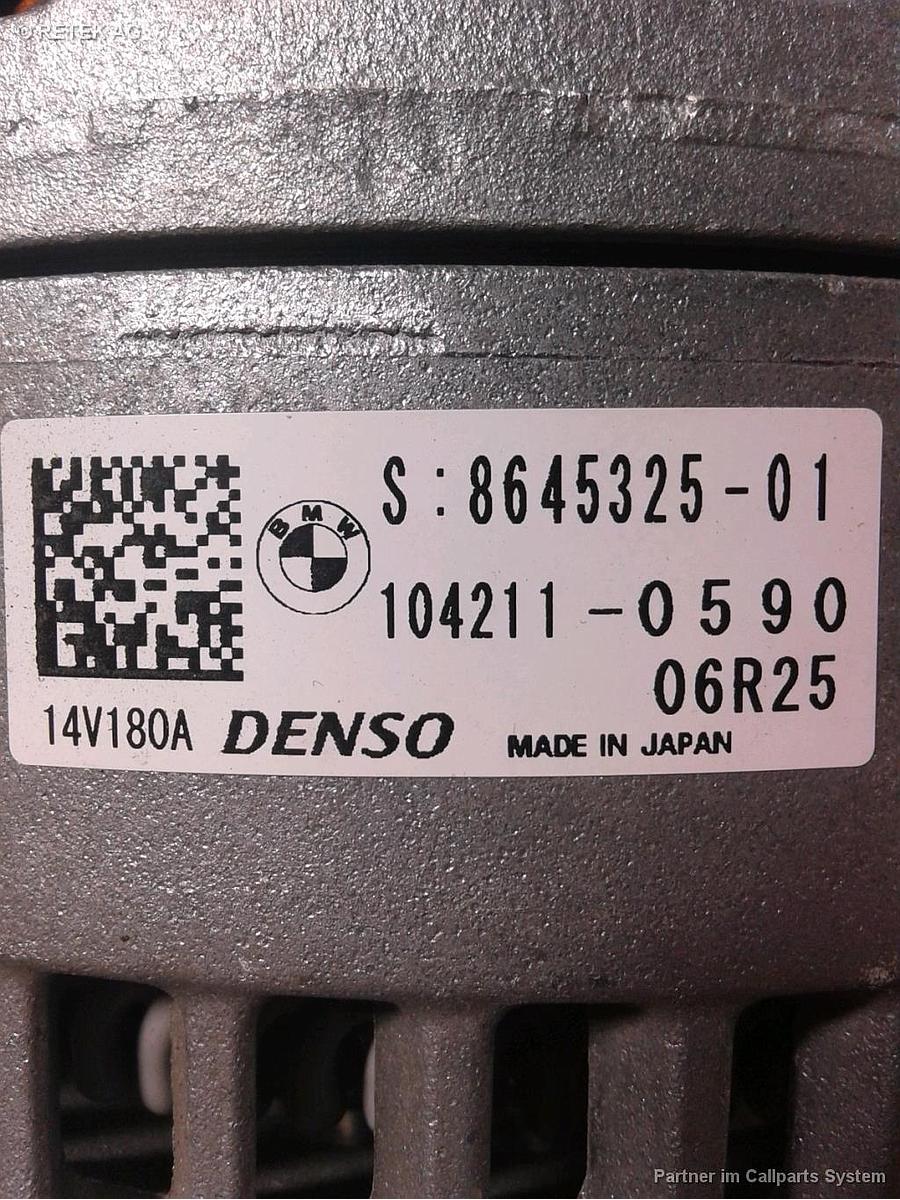 © RETEK AG
S:8645325-01
BMW
104211-0590
06R25
14V180A DENSO MADE IN JAPAN
Partner im Callparts System